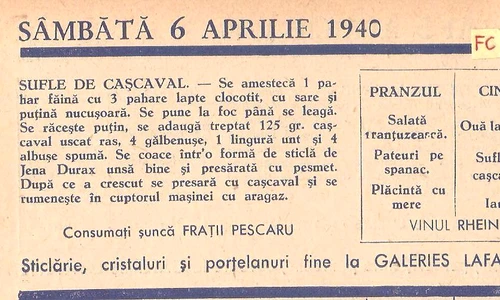 SÂMBĂTĂ 6 APRILIE 1940
FC
SUFLE DE CAȘCAVAL. — Se amestecă 1 pa-
har făină cu 3 pahare lapte clocotit, cu sare și
puțină nucușoară. Se pune la foc până se leagă.
Se răcește puțin, se adaugă treptat 125 gr. caș-
caval uscat ras, 4 gălbenușe, 1 lingură unt și 4
albușe spumă. Se coace într'o formă de sticlă de
Jena Durax unsă bine și presărată cu pesmet.
După ce a crescut se presară cu cașcaval și se
rumenește în cuptorul mașinei cu aragaz.
Consumați șuncă FRAȚII PESCARU
PRANZUL
Salată
franțuzească.
Pateuri pe
spanac.
Plăcintă cu
mere
CIN
Ouă la
Sufl
cașca
Iau
VINUL RHEIN
Sticlărie, cristaluri și porțelanuri fine la GALERIES LAFA